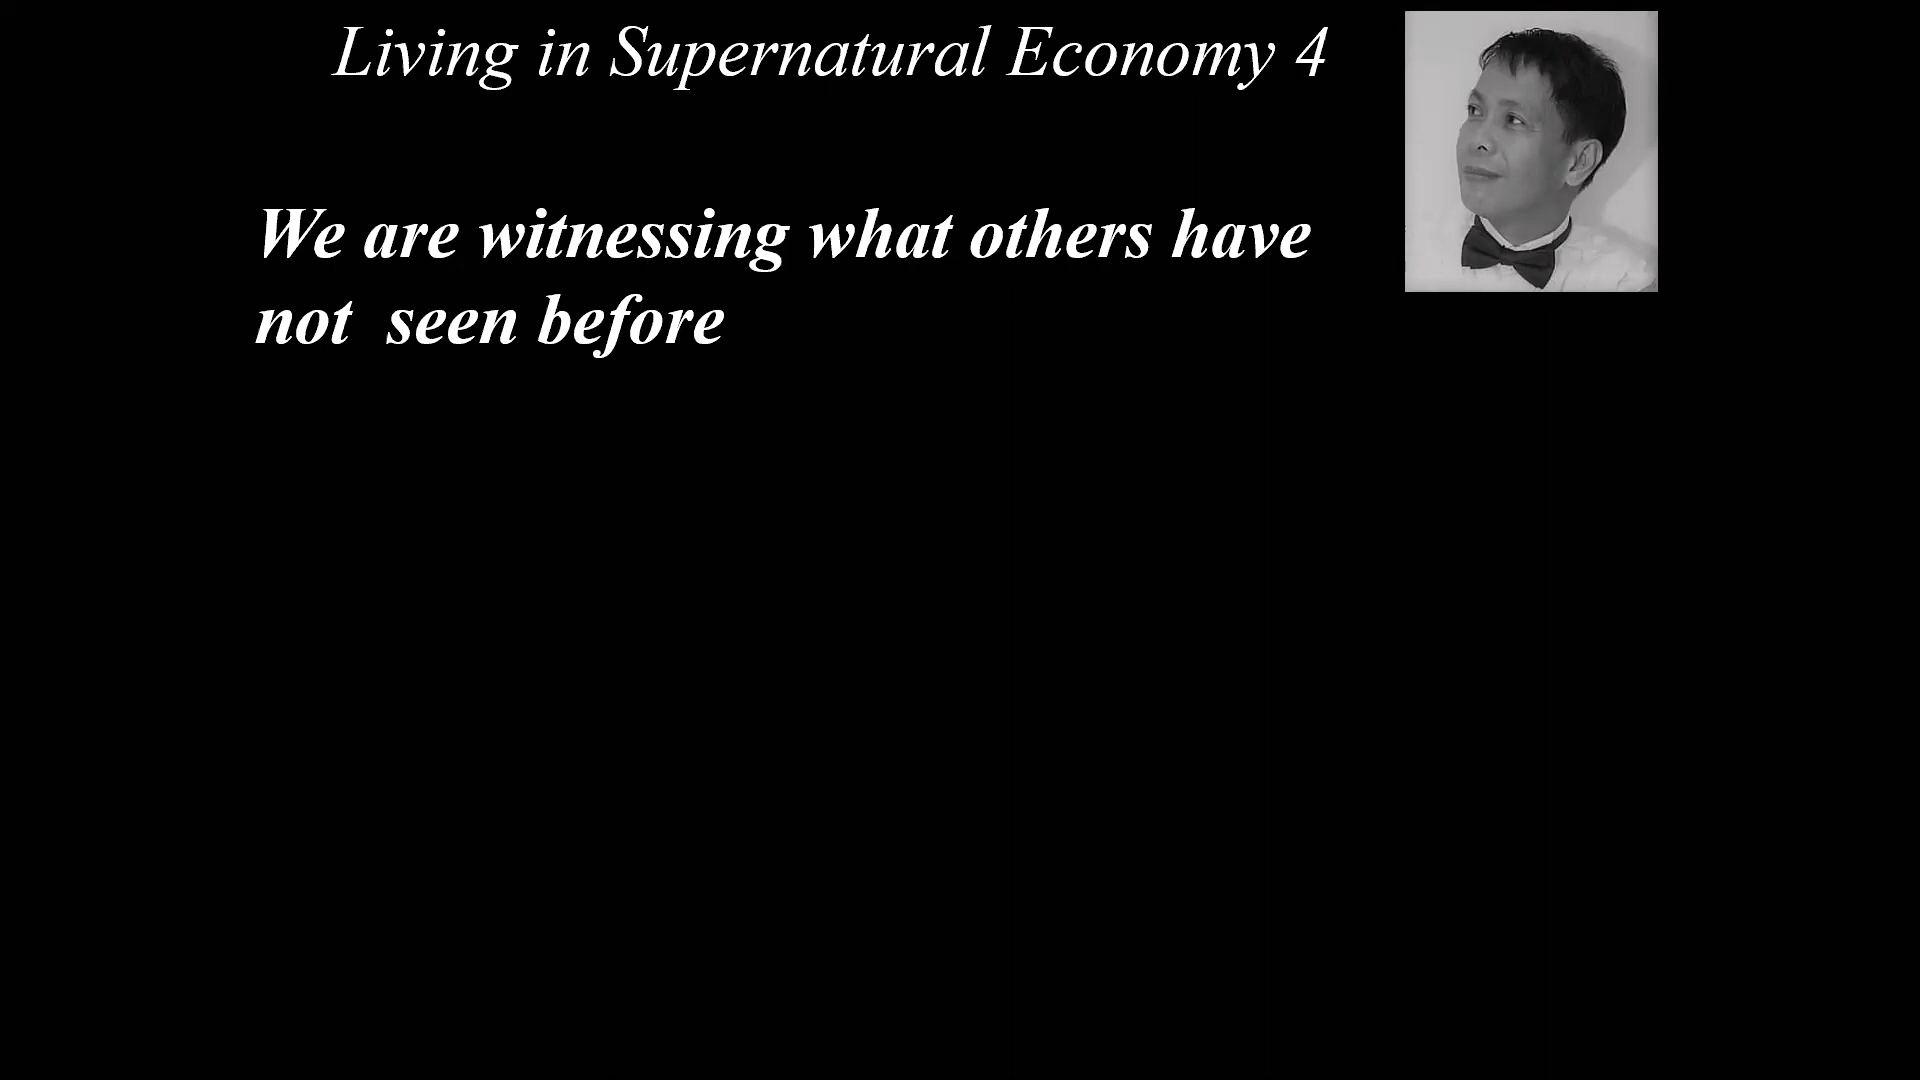 Living in Supernatural Economy 4
We are witnessing what others have
not  seen before